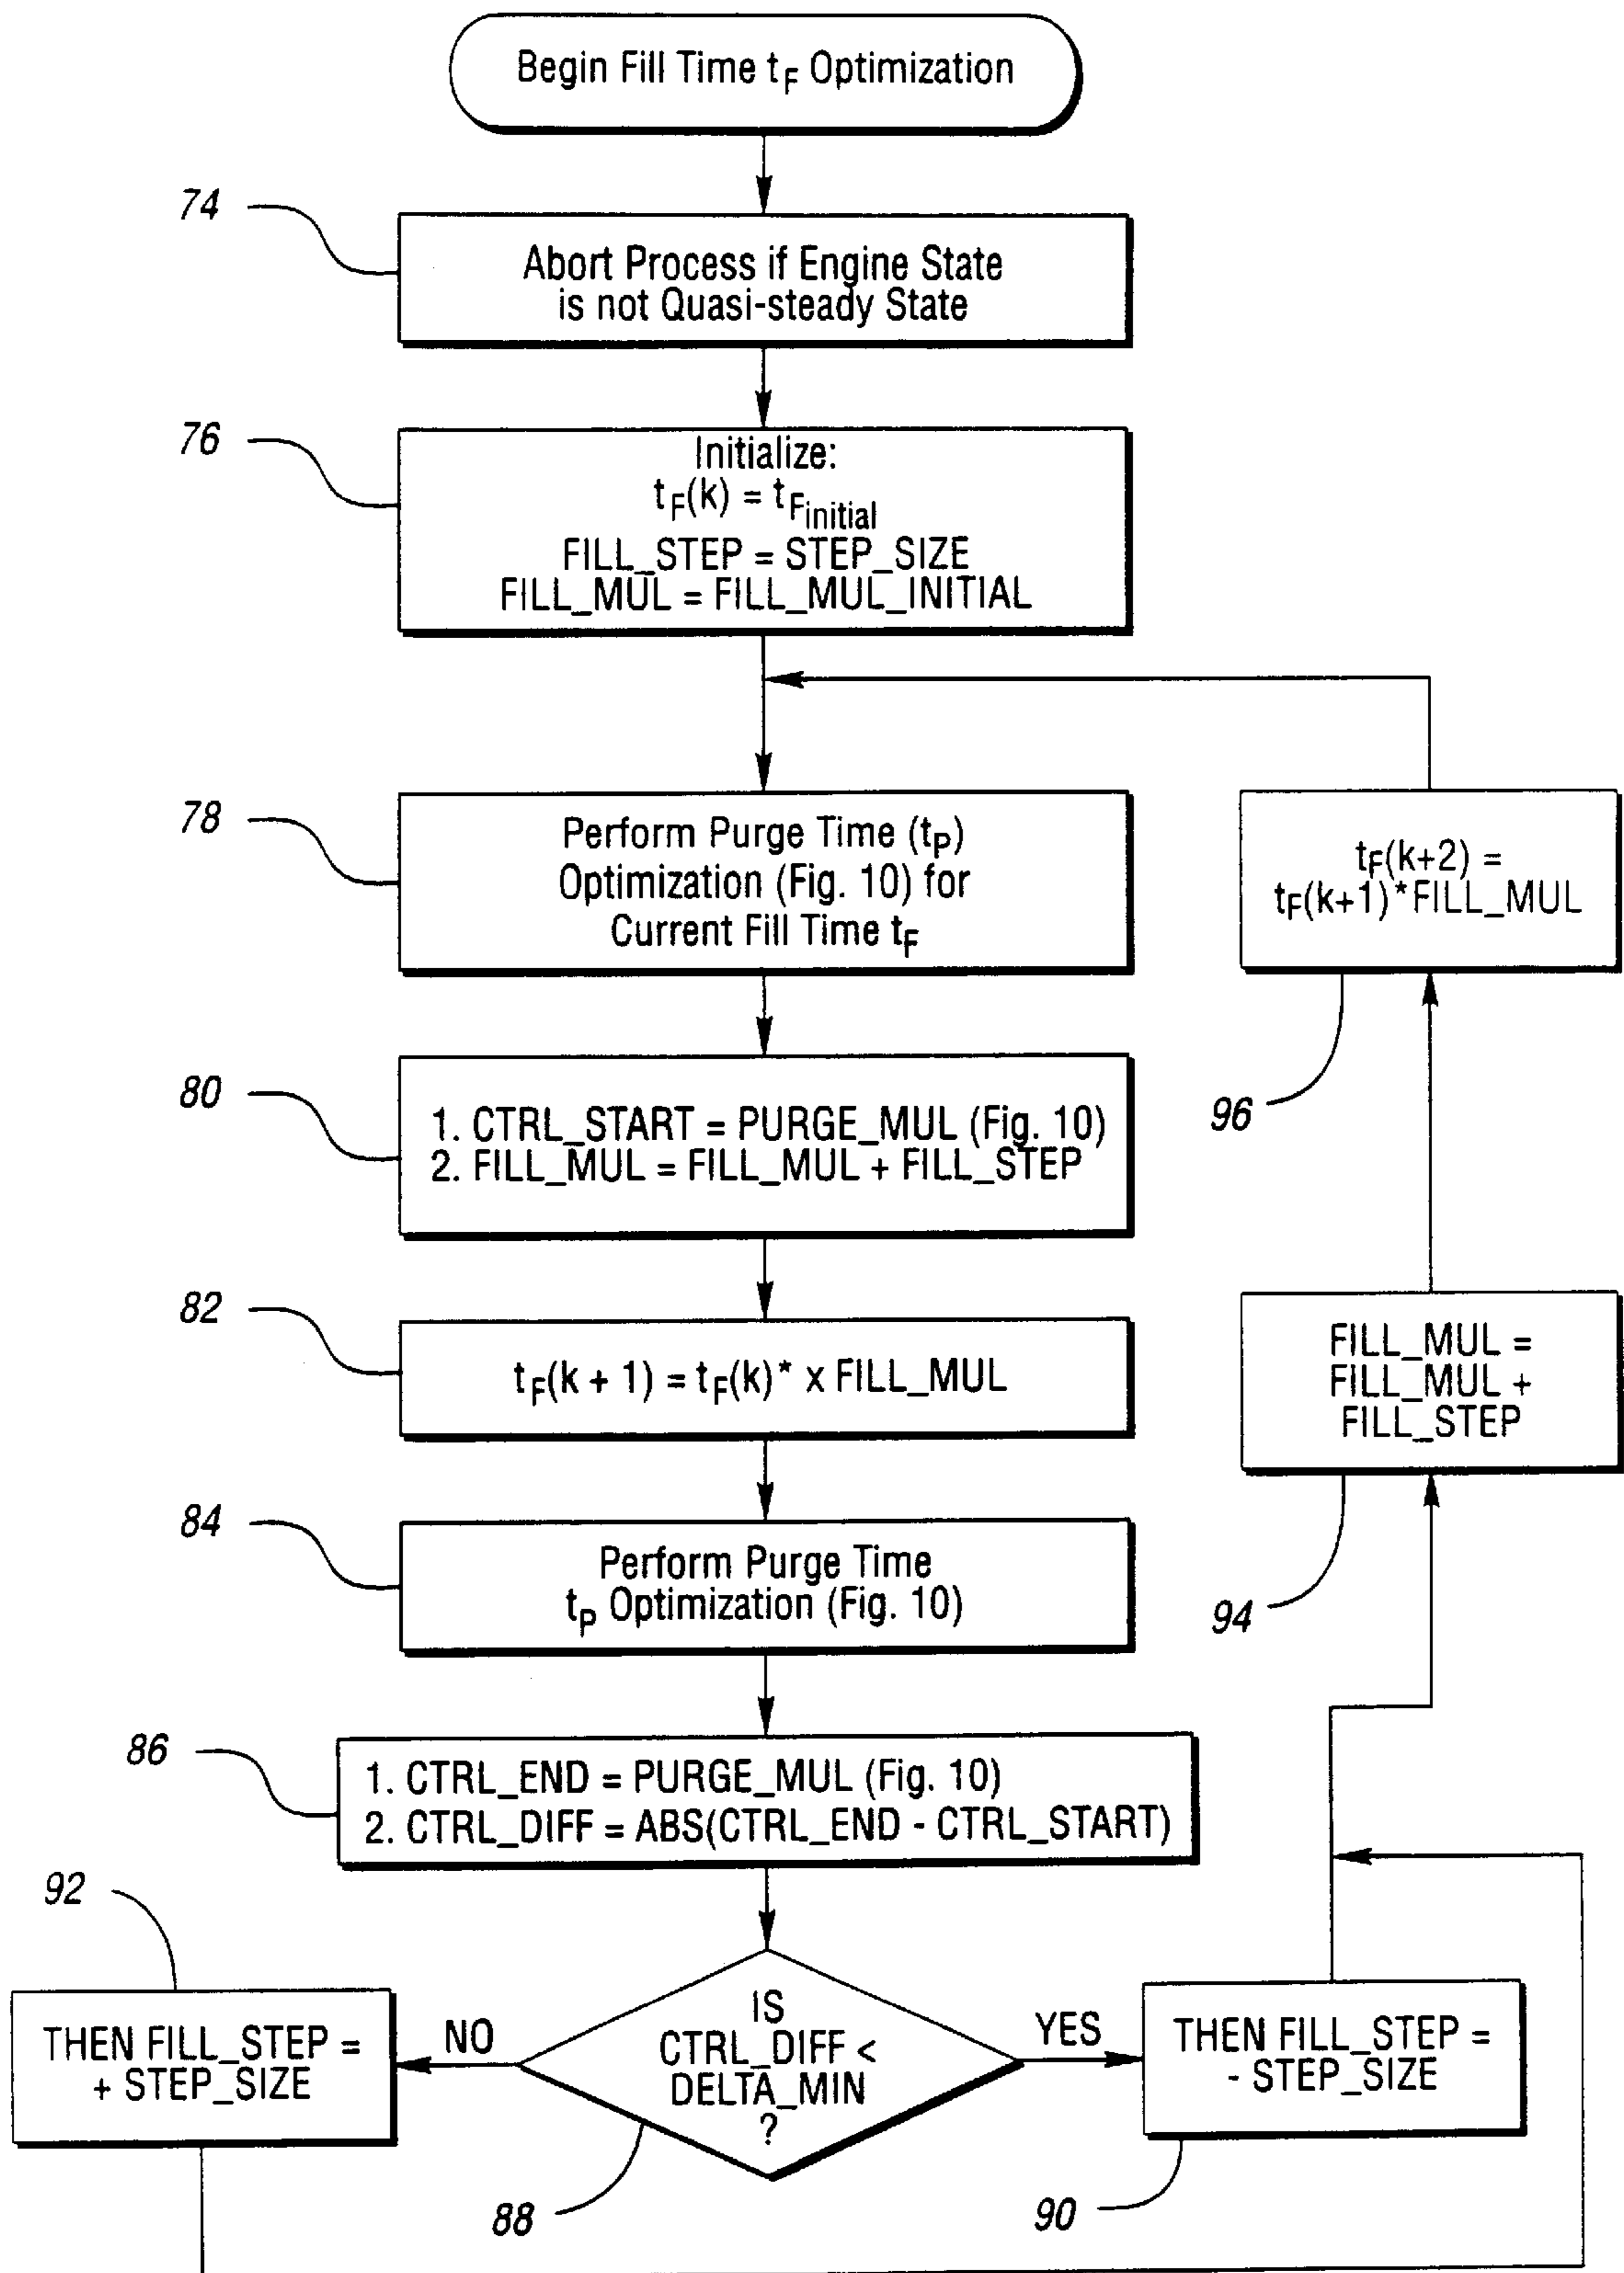 Begin Fill Time tF Optimization
74
Abort Process if Engine State
is not Quasi-steady State
76
Initialize:
tF(k) = tFinitial
FILL_STEP = STEP_SIZE
FILL_MUL = FILL_MUL_INITIAL
78
Perform Purge Time (tP)
Optimization (Fig. 10) for
Current Fill Time tF
tF(k+2) =
tF(k+1)*FILL_MUL
96
80
1. CTRL_START = PURGE_MUL (Fig. 10)
2. FILL_MUL = FILL_MUL + FILL_STEP
82
tF(k + 1) = tF(k)* x FILL_MUL
FILL_MUL =
FILL_MUL +
FILL_STEP
94
84
Perform Purge Time
tP Optimization (Fig. 10)
86
1. CTRL_END = PURGE_MUL (Fig. 10)
2. CTRL_DIFF = ABS(CTRL_END - CTRL_START)
92
THEN FILL_STEP =
+ STEP_SIZE
NO
IS
CTRL_DIFF <
DELTA_MIN
?
88
YES
THEN FILL_STEP =
- STEP_SIZE
90